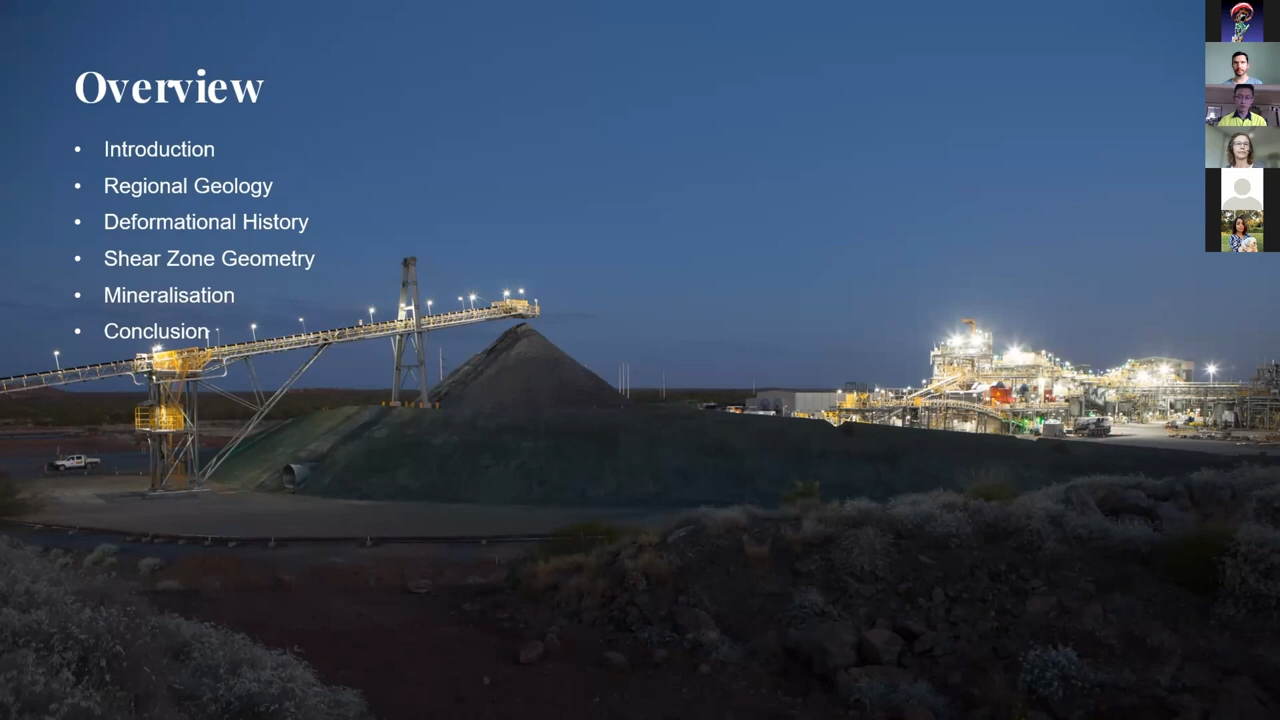 Overview
• Introduction
• Regional Geology
• Deformational History
• Shear Zone Geometry
• Mineralisation
• Conclusion